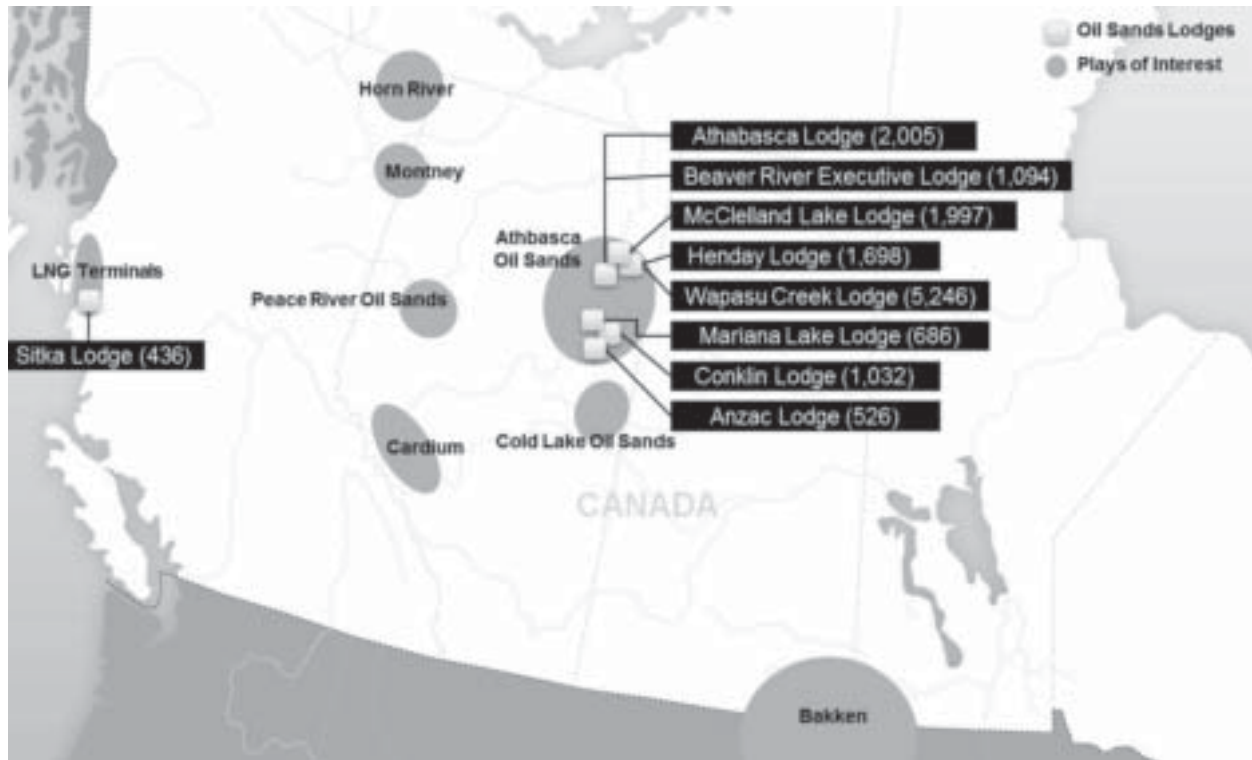 Oil Sands Lodges
Plays of Interest
Horn River
Montney
Athbasca
Oil Sands
LNG Terminals
Peace River Oil Sands
Sitka Lodge (436)
Athabasca Lodge (2,005)
Beaver River Executive Lodge (1,094)
McClelland Lake Lodge (1,997)
Henday Lodge (1,698)
Wapasu Creek Lodge (5,246)
Mariana Lake Lodge (686)
Conklin Lodge (1,032)
Anzac Lodge (526)
Cardium
Cold Lake Oil Sands
CANADA
Bakken